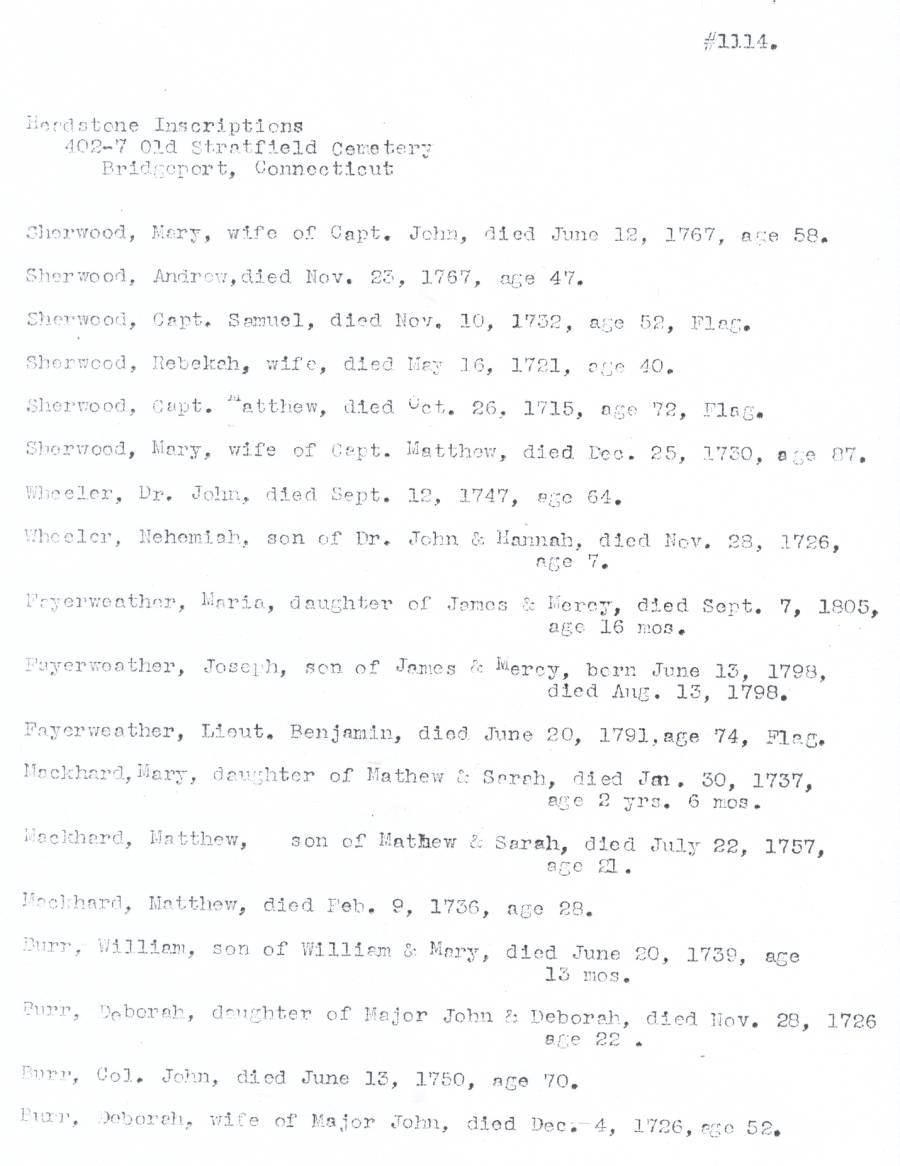 #1114.
Headstone Inscriptions
402-7 Old Stratfield Cemetery
Bridgeport, Connecticut
Sherwood, Mary, wife of Capt. John, died June 12, 1767, age 58.
Sherwood, Andrew,died Nov. 23, 1767, age 47.
Sherwood, Capt. Samuel, died Nov. 10, 1732, age 52, Flag.
Sherwood, Rebekah, wife, died May 16, 1721, age 40.
Sherwood, Capt. Matthew, died Oct. 26, 1715, age 72, Flag.
Sherwood, Mary, wife of Capt. Matthew, died Dec. 25, 1730, age 87.
Wheeler, Dr. John, died Sept. 12, 1747, age 64.
Wheeler, Nehemiah, son of Dr. John & Hannah, died Nov. 28, 1726,
age 7.
Fayerweather, Maria, daughter of James & Mercy, died Sept. 7, 1805,
age 16 mos.
Fayerweather, Joseph, son of James & Mercy, born June 13, 1798,
died Aug. 13, 1798.
Fayerweather, Lieut. Benjamin, died June 20, 1791,age 74, Flag.
Mackhard, Mary, daughter of Mathew & Sarah, died Jan. 30, 1737,
age 2 yrs. 6 mos.
Mackhard, Matthew, son of Mathew & Sarah, died July 22, 1757,
age 21.
Mackhard, Matthew, died Feb. 9, 1736, age 28.
Burr, William, son of William & Mary, died June 20, 1739, age
13 mos.
Burr, Deborah, daughter of Major John & Deborah, died Nov. 28, 1726
age 22 .
Burr, Col. John, died June 13, 1750, age 70.
Burr, Deborah, wife of Major John, died Dec. 4, 1726, age 52.